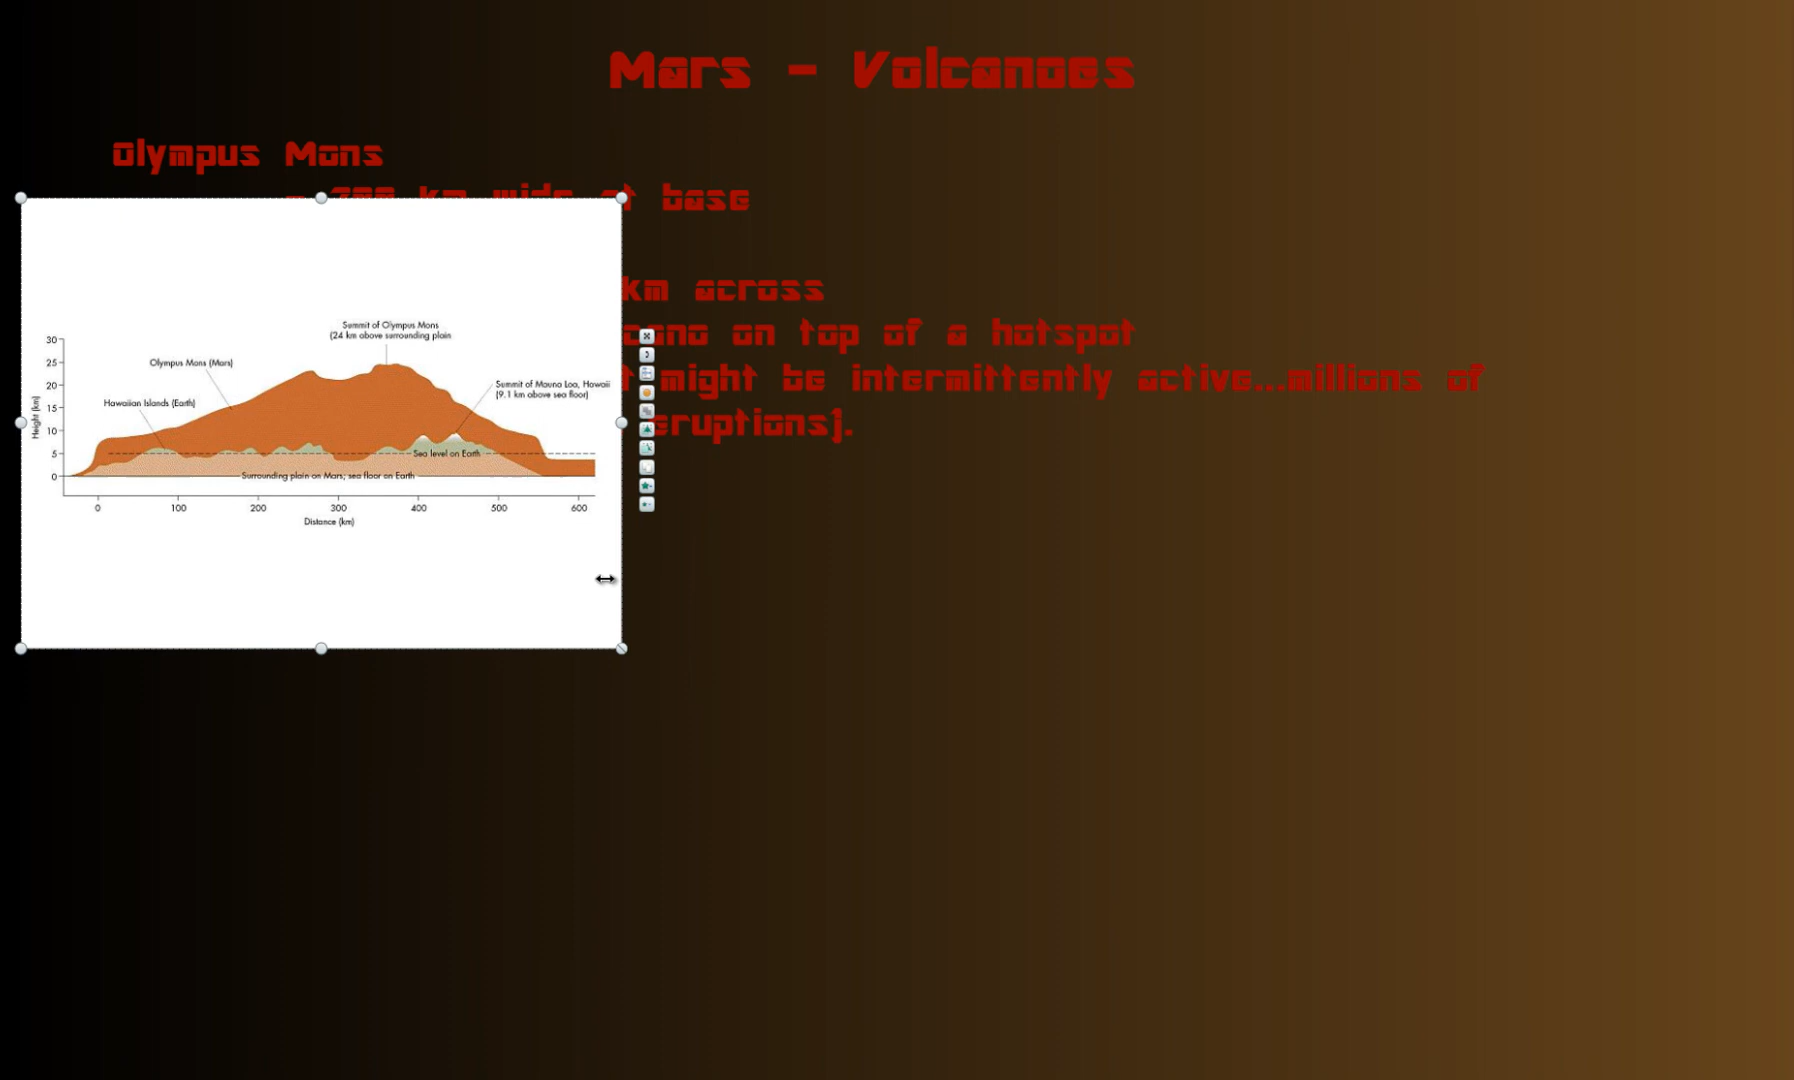 Mars - Volcanoes
Olympus Mons
- 700 km wide at base
km across
on top of a hotspot
might be intermittently active...millions of
eruptions).
Summit of Olympus Mons
(24 km above surrounding plain
Olympus Mons (Mars)
Summit of Mauna Loa, Hawaii
(9.1 km above sea floor)
Hawaiian Islands (Earth)
Sea level on Earth
Surrounding plain on Mars; sea floor on Earth
Height (km)
30
25
20
15
10
5
0
0 100 200 300 400 500 600
Distance (km)